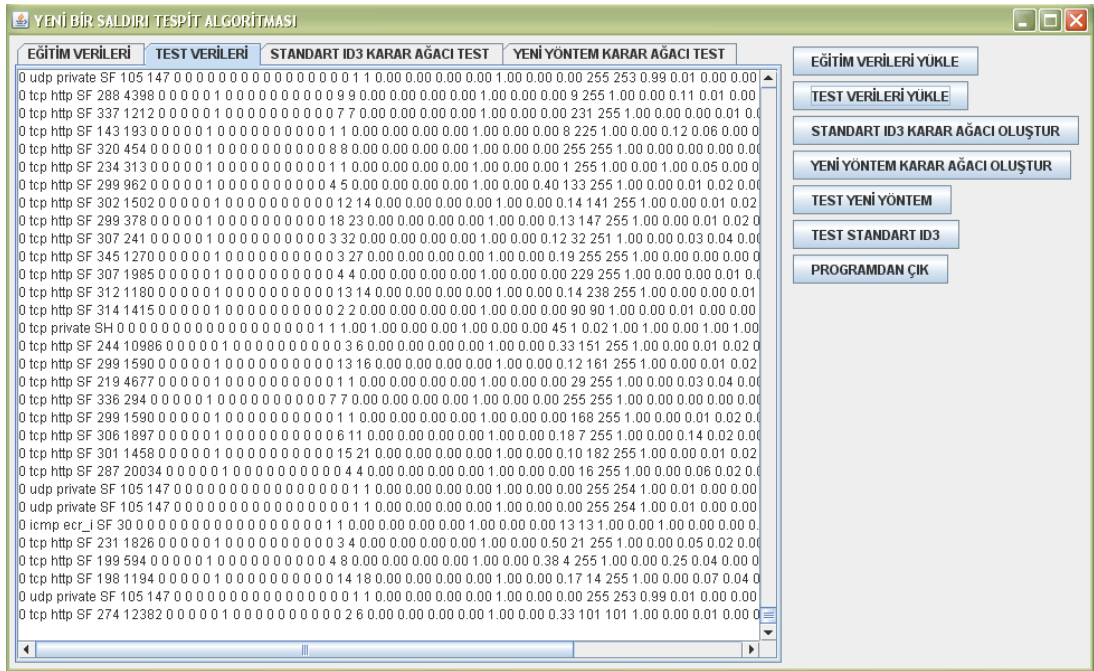 YENİ BİR SALDIRI TESPİT ALGORİTMASI
EĞİTİM VERİLERİ TEST VERİLERİ STANDART ID3 KARAR AĞACI TEST YENİ YÖNTEM KARAR AĞACI TEST
0 udp private SF 105 147 0 0 0 0 0 0 0 0 0 0 0 0 0 0 0 0 1 1 0.00 0.00 0.00 0.00 1.00 0.00 0.00 255 253 0.99 0.01 0.00 0.00
0 tcp http SF 288 4398 0 0 0 0 0 1 0 0 0 0 0 0 0 0 0 0 9 9 0.00 0.00 0.00 0.00 1.00 0.00 0.00 9 255 1.00 0.00 0.11 0.01 0.00
0 tcp http SF 337 1212 0 0 0 0 0 1 0 0 0 0 0 0 0 0 0 0 7 7 0.00 0.00 0.00 0.00 1.00 0.00 0.00 231 255 1.00 0.00 0.00 0.01 0.
0 tcp http SF 143 193 0 0 0 0 0 1 0 0 0 0 0 0 0 0 0 0 1 1 0.00 0.00 0.00 0.00 1.00 0.00 0.00 8 225 1.00 0.00 0.12 0.06 0.00 0
0 tcp http SF 320 454 0 0 0 0 0 1 0 0 0 0 0 0 0 0 0 0 8 8 0.00 0.00 0.00 0.00 1.00 0.00 0.00 255 255 1.00 0.00 0.00 0.00 0.0
0 tcp http SF 234 313 0 0 0 0 0 1 0 0 0 0 0 0 0 0 0 0 1 1 0.00 0.00 0.00 0.00 1.00 0.00 0.00 1 255 1.00 0.00 1.00 0.05 0.00 0
0 tcp http SF 299 962 0 0 0 0 0 1 0 0 0 0 0 0 0 0 0 0 4 5 0.00 0.00 0.00 0.00 1.00 0.00 0.40 133 255 1.00 0.00 0.01 0.02 0.0
0 tcp http SF 302 1502 0 0 0 0 0 1 0 0 0 0 0 0 0 0 0 0 12 14 0.00 0.00 0.00 0.00 1.00 0.00 0.14 141 255 1.00 0.00 0.01 0.02
0 tcp http SF 299 378 0 0 0 0 0 1 0 0 0 0 0 0 0 0 0 0 18 23 0.00 0.00 0.00 0.00 1.00 0.00 0.13 147 255 1.00 0.00 0.01 0.02 0
0 tcp http SF 307 241 0 0 0 0 0 1 0 0 0 0 0 0 0 0 0 0 3 32 0.00 0.00 0.00 0.00 1.00 0.00 0.12 32 251 1.00 0.00 0.03 0.04 0.0
0 tcp http SF 345 1270 0 0 0 0 0 1 0 0 0 0 0 0 0 0 0 0 3 27 0.00 0.00 0.00 0.00 1.00 0.00 0.19 255 255 1.00 0.00 0.00 0.00 0.
0 tcp http SF 307 1985 0 0 0 0 0 1 0 0 0 0 0 0 0 0 0 0 4 4 0.00 0.00 0.00 0.00 1.00 0.00 0.00 229 255 1.00 0.00 0.00 0.01 0.
0 tcp http SF 312 1180 0 0 0 0 0 1 0 0 0 0 0 0 0 0 0 0 13 14 0.00 0.00 0.00 0.00 1.00 0.00 0.14 238 255 1.00 0.00 0.00 0.01
0 tcp http SF 314 1415 0 0 0 0 0 1 0 0 0 0 0 0 0 0 0 0 2 2 0.00 0.00 0.00 0.00 1.00 0.00 0.00 90 90 1.00 0.00 0.01 0.00 0.00
0 tcp private SH 0 0 0 0 0 0 0 0 0 0 0 0 0 0 0 0 0 0 1 1 1.00 1.00 0.00 0.00 1.00 0.00 0.00 45 1 0.02 1.00 1.00 0.00 1.00 1.00
0 tcp http SF 244 10986 0 0 0 0 0 1 0 0 0 0 0 0 0 0 0 0 3 6 0.00 0.00 0.00 0.00 1.00 0.00 0.33 151 255 1.00 0.00 0.01 0.02 0
0 tcp http SF 299 1590 0 0 0 0 0 1 0 0 0 0 0 0 0 0 0 0 13 16 0.00 0.00 0.00 0.00 1.00 0.00 0.12 161 255 1.00 0.00 0.01 0.02
0 tcp http SF 219 4677 0 0 0 0 0 1 0 0 0 0 0 0 0 0 0 0 1 1 0.00 0.00 0.00 0.00 1.00 0.00 0.00 29 255 1.00 0.00 0.03 0.04 0.0
0 tcp http SF 336 294 0 0 0 0 0 1 0 0 0 0 0 0 0 0 0 0 7 7 0.00 0.00 0.00 0.00 1.00 0.00 0.00 255 255 1.00 0.00 0.00 0.00 0.0
0 tcp http SF 299 1590 0 0 0 0 0 1 0 0 0 0 0 0 0 0 0 0 1 1 0.00 0.00 0.00 0.00 1.00 0.00 0.00 168 255 1.00 0.00 0.01 0.02 0.
0 tcp http SF 306 1897 0 0 0 0 0 1 0 0 0 0 0 0 0 0 0 0 6 11 0.00 0.00 0.00 0.00 1.00 0.00 0.18 7 255 1.00 0.00 0.14 0.02 0.00
0 tcp http SF 301 1458 0 0 0 0 0 1 0 0 0 0 0 0 0 0 0 0 15 21 0.00 0.00 0.00 0.00 1.00 0.00 0.10 182 255 1.00 0.00 0.01 0.02
0 tcp http SF 287 20034 0 0 0 0 0 1 0 0 0 0 0 0 0 0 0 0 4 4 0.00 0.00 0.00 0.00 1.00 0.00 0.00 16 255 1.00 0.00 0.06 0.02 0.
0 udp private SF 105 147 0 0 0 0 0 0 0 0 0 0 0 0 0 0 0 0 1 1 0.00 0.00 0.00 0.00 1.00 0.00 0.00 255 254 1.00 0.01 0.00 0.00
0 udp private SF 105 147 0 0 0 0 0 0 0 0 0 0 0 0 0 0 0 0 1 1 0.00 0.00 0.00 0.00 1.00 0.00 0.00 255 254 1.00 0.01 0.00 0.00
0 icmp ecr_i SF 30 0 0 0 0 0 0 0 0 0 0 0 0 0 0 0 0 0 1 1 0.00 0.00 0.00 0.00 1.00 0.00 0.00 13 13 1.00 0.00 1.00 0.00 0.00 0.
0 tcp http SF 231 1826 0 0 0 0 0 1 0 0 0 0 0 0 0 0 0 0 3 4 0.00 0.00 0.00 0.00 1.00 0.00 0.50 21 255 1.00 0.00 0.05 0.02 0.0
0 tcp http SF 199 594 0 0 0 0 0 1 0 0 0 0 0 0 0 0 0 0 4 8 0.00 0.00 0.00 0.00 1.00 0.00 0.38 4 255 1.00 0.00 0.25 0.04 0.00 0
0 tcp http SF 198 1194 0 0 0 0 0 1 0 0 0 0 0 0 0 0 0 0 14 18 0.00 0.00 0.00 0.00 1.00 0.00 0.17 14 255 1.00 0.00 0.07 0.04 0
0 udp private SF 105 147 0 0 0 0 0 0 0 0 0 0 0 0 0 0 0 0 1 1 0.00 0.00 0.00 0.00 1.00 0.00 0.00 255 253 0.99 0.01 0.00 0.00
0 tcp http SF 274 12382 0 0 0 0 0 1 0 0 0 0 0 0 0 0 0 0 2 6 0.00 0.00 0.00 0.00 1.00 0.00 0.33 101 101 1.00 0.00 0.01 0.00 0
EĞİTİM VERİLERİ YÜKLE
TEST VERİLERİ YÜKLE
STANDART ID3 KARAR AĞACI OLUŞTUR
YENİ YÖNTEM KARAR AĞACI OLUŞTUR
TEST YENİ YÖNTEM
TEST STANDART ID3
PROGRAMDAN ÇIK